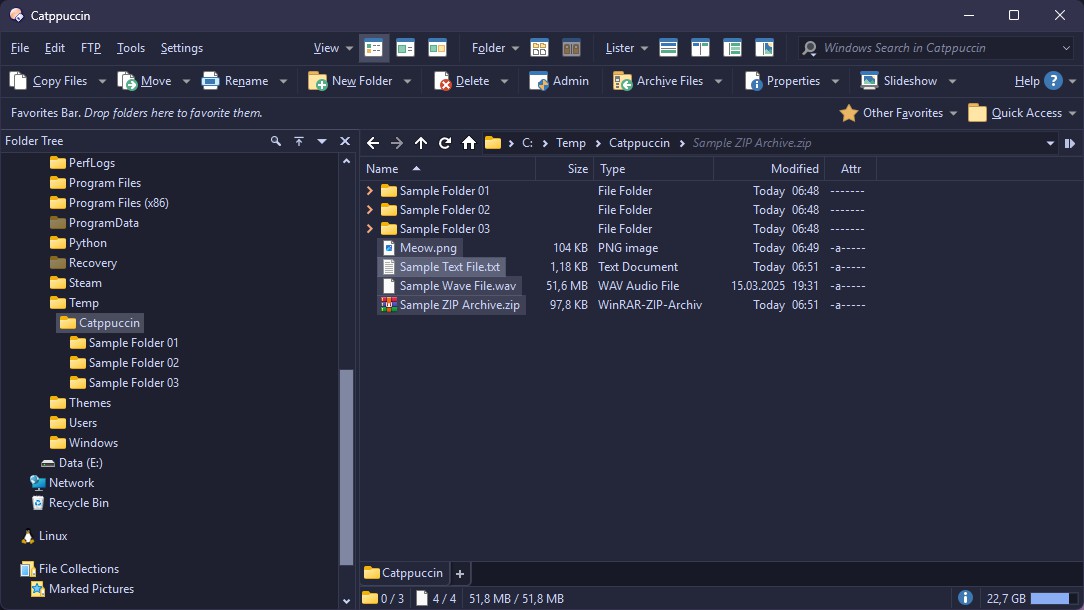 Catppuccin
File Edit FTP Tools Settings View Folder Lister Windows Search in Catppuccin
Copy Files Move Rename New Folder Delete Admin Archive Files Properties Slideshow Help ?
Favorites Bar. Drop folders here to favorite them. Other Favorites Quick Access
Folder Tree
C: Temp Catppuccin Sample ZIP Archive.zip
PerfLogs
Program Files
Program Files (x86)
ProgramData
Python
Recovery
Steam
Temp
Catppuccin
Sample Folder 01
Sample Folder 02
Sample Folder 03
Themes
Users
Windows
Data (E:)
Network
Recycle Bin
Linux
File Collections
Marked Pictures
Name Size Type Modified Attr
Sample Folder 01 File Folder Today 06:48 -------
Sample Folder 02 File Folder Today 06:48 -------
Sample Folder 03 File Folder Today 06:48 -------
Meow.png 104 KB PNG image Today 06:49 -a-----
Sample Text File.txt 1,18 KB Text Document Today 06:51 -a-----
Sample Wave File.wav 51,6 MB WAV Audio File 15.03.2025 19:31 -a-----
Sample ZIP Archive.zip 97,8 KB WinRAR-ZIP-Archiv Today 06:51 -a-----
Catppuccin +
0 / 3 4 / 4 51,8 MB / 51,8 MB 22,7 GB